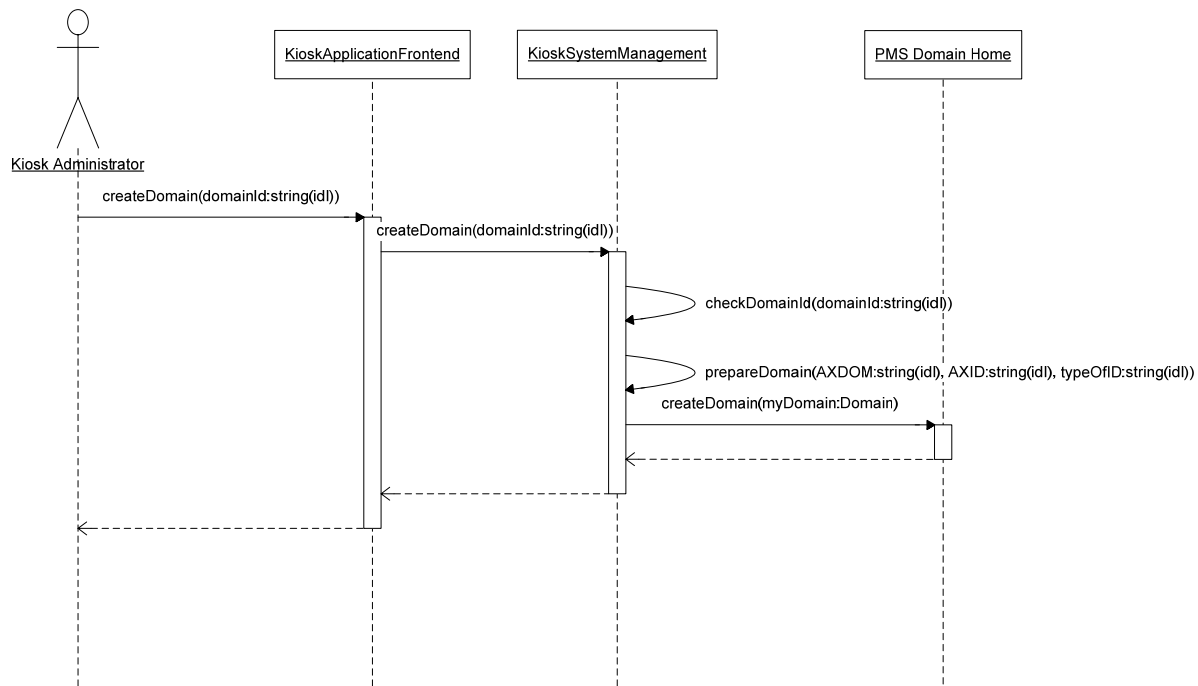 KioskApplicationFrontend
KioskSystemManagement
PMS Domain Home
Kiosk Administrator
createDomain(domainId:string(idl))
createDomain(domainId:string(idl))
checkDomainId(domainId:string(idl))
prepareDomain(AXDOM:string(idl), AXID:string(idl), typeOfID:string(idl))
createDomain(myDomain:Domain)